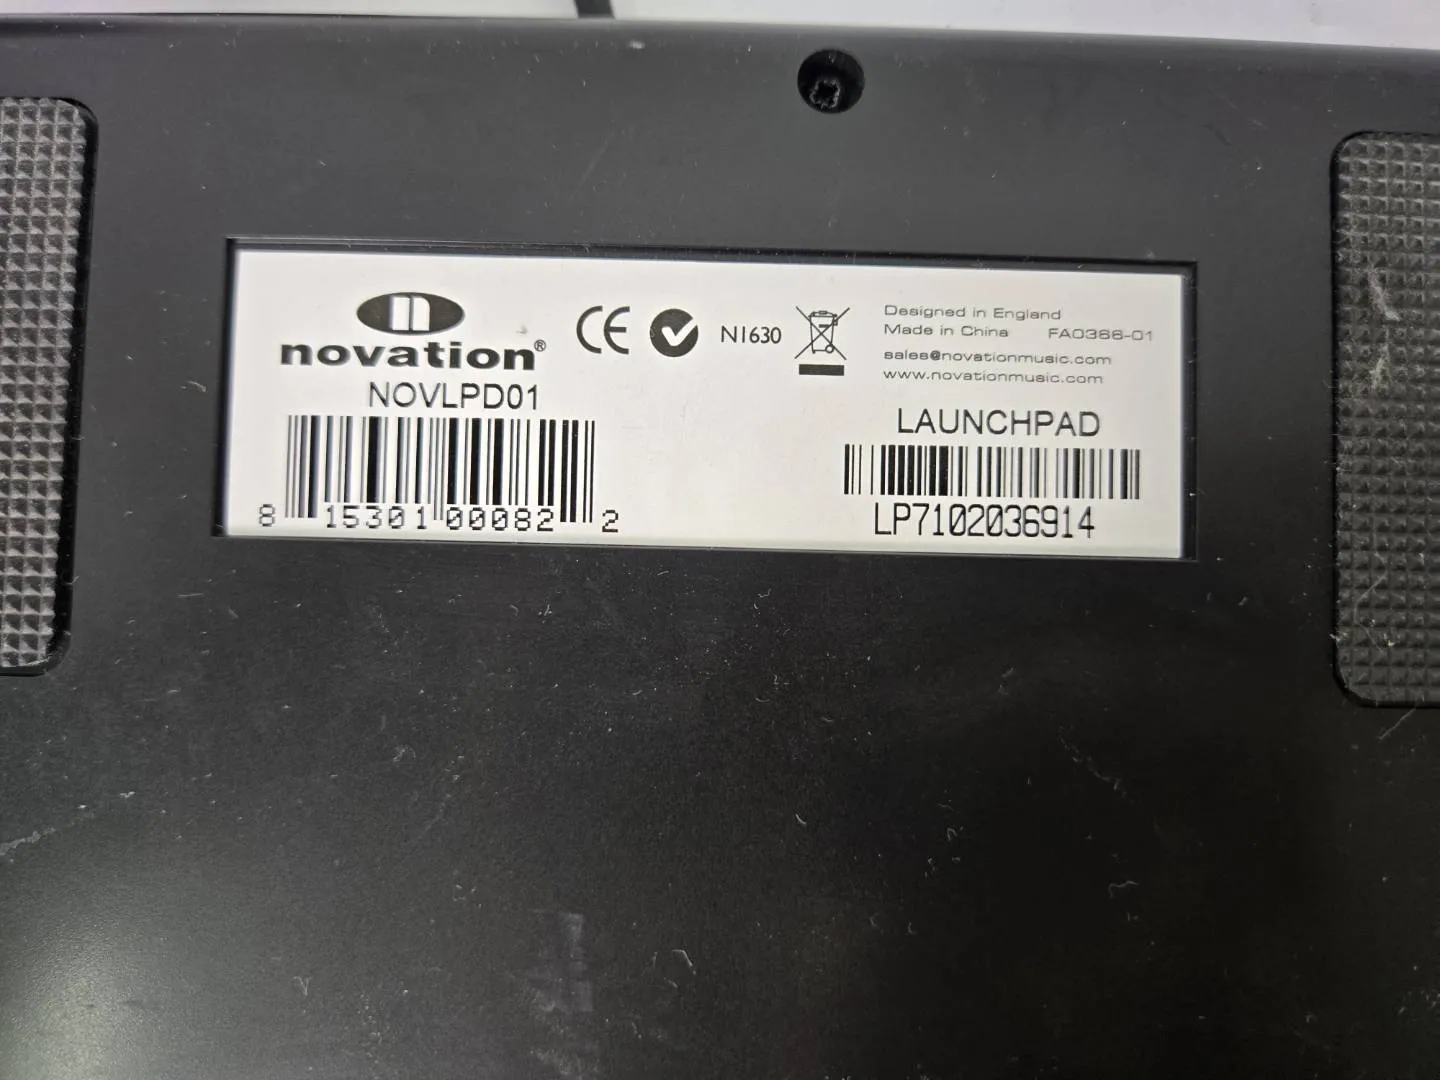 novation®
NOVLPD01
8 15301 00082 2
CE
N1630
Designed in England
Made in China FA0366-01
sales@novationmusic.com
www.novationmusic.com
LAUNCHPAD
LP7102036914